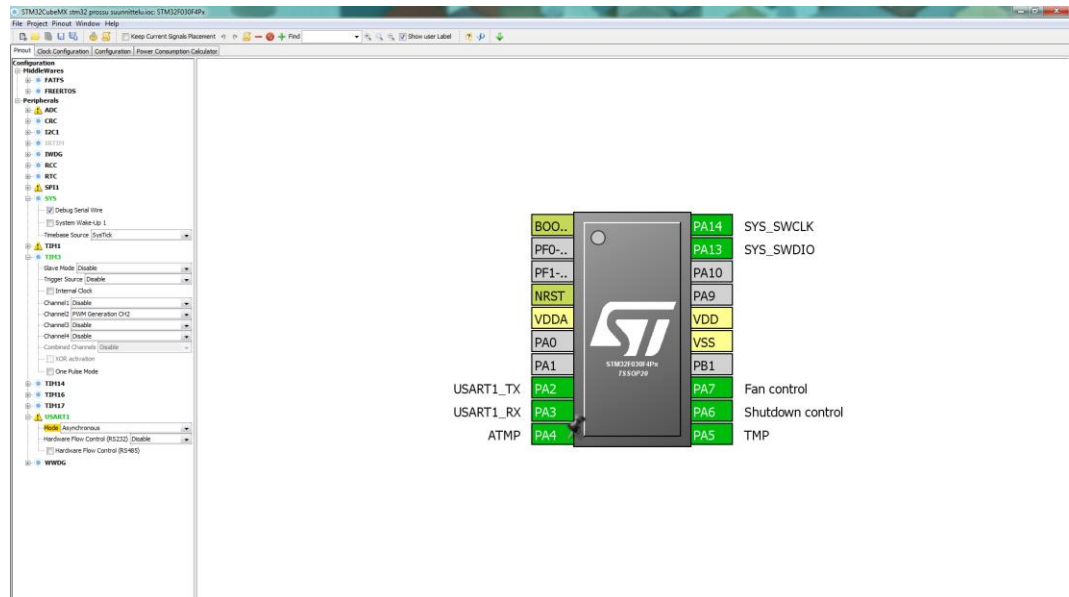 STM32CubeMX stm32 prossu suunnittelu.ioc: STM32F030F4Px
File Project Pinout Window Help
Keep Current Signals Placement Find Show user Label
Pinout Clock Configuration Configuration Power Consumption Calculator
Configuration
MiddleWares
FATFS
FREERTOS
Peripherals
ADC
CRC
I2C1
IRTIM
IWDG
RCC
RTC
SPI1
SYS
Debug Serial Wire
System Wake-Up 1
Timebase Source SysTick
TIM1
TIM3
Slave Mode Disable
Trigger Source Disable
Internal Clock
Channel1 Disable
Channel2 PWM Generation CH2
Channel3 Disable
Channel4 Disable
Combined Channels Disable
XOR activation
One Pulse Mode
TIM14
TIM16
TIM17
USART1
Mode Asynchronous
Hardware Flow Control (RS232) Disable
Hardware Flow Control (RS485)
WWDG
BOO.. PA14 SYS_SWCLK
PF0-.. PA13 SYS_SWDIO
PF1-.. PA10
NRST PA9
VDDA VDD
PA0 VSS
STM32F030F4Px
TSSOP20
PA1 PB1
USART1_TX PA2 PA7 Fan control
USART1_RX PA3 PA6 Shutdown control
ATMP PA4 PA5 TMP